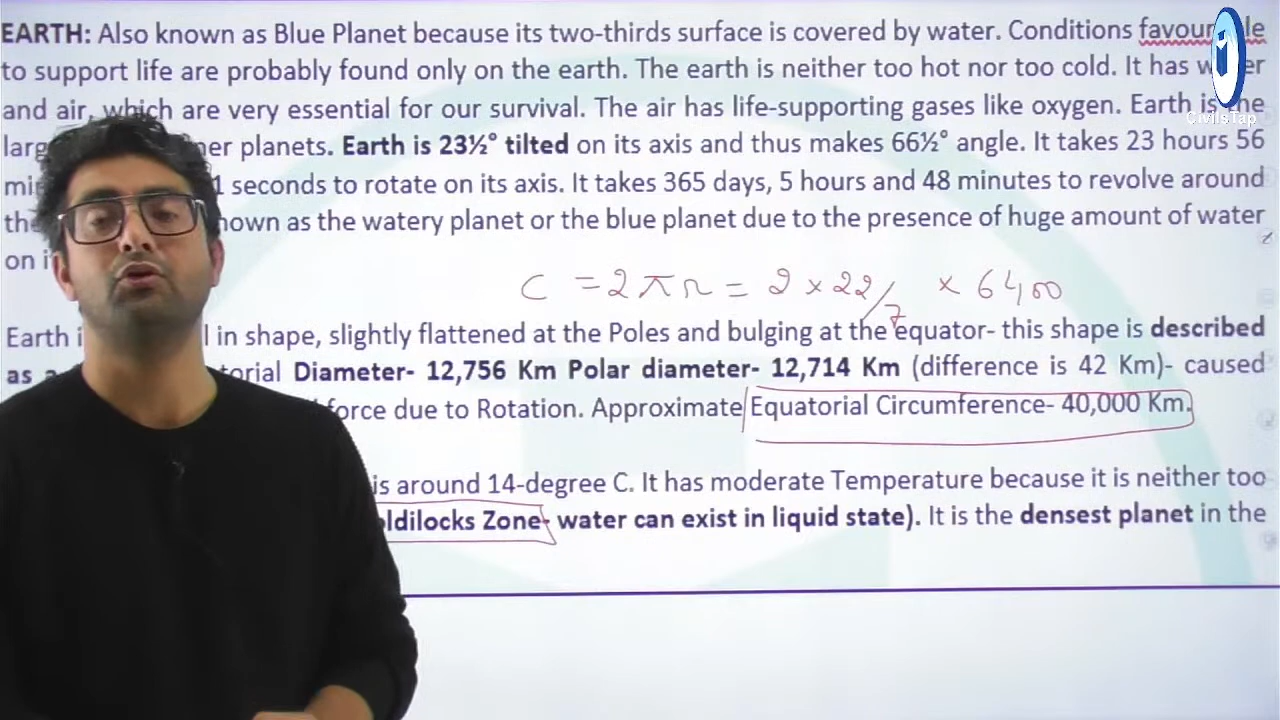 EARTH: Also known as Blue Planet because its two-thirds surface is covered by water. Conditions
to support life are probably found only on the earth. The earth is neither too hot nor too cold. It has
and air, which are very essential for our survival. The air has life-supporting gases like oxygen. Earth is the
planets. Earth is 23½° tilted on its axis and thus makes 66½° angle. It takes 23 hours 56
seconds to rotate on its axis. It takes 365 days, 5 hours and 48 minutes to revolve around
as the watery planet or the blue planet due to the presence of huge amount of water
on
C = 2πr = 2 × 22/7 × 6400
Earth in shape, slightly flattened at the Poles and bulging at the equator- this shape is described
as Diameter- 12,756 Km Polar diameter- 12,714 Km (difference is 42 Km)- caused
force due to Rotation. Approximate Equatorial Circumference- 40,000 Km.
is around 14-degree C. It has moderate Temperature because it is neither too
Zone- water can exist in liquid state). It is the densest planet in the
CivilsTap